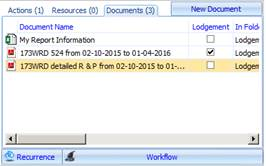 Actions (1) Resources (0) Documents (3) New Document
Document Name Lodgement In Folde
My Report Information Lodgem
173WRD 524 from 02-10-2015 to 01-04-2016 Lodgem
173WRD detailed R & P from 02-10-2015 to 01-... Lodgem
Recurrence Workflow